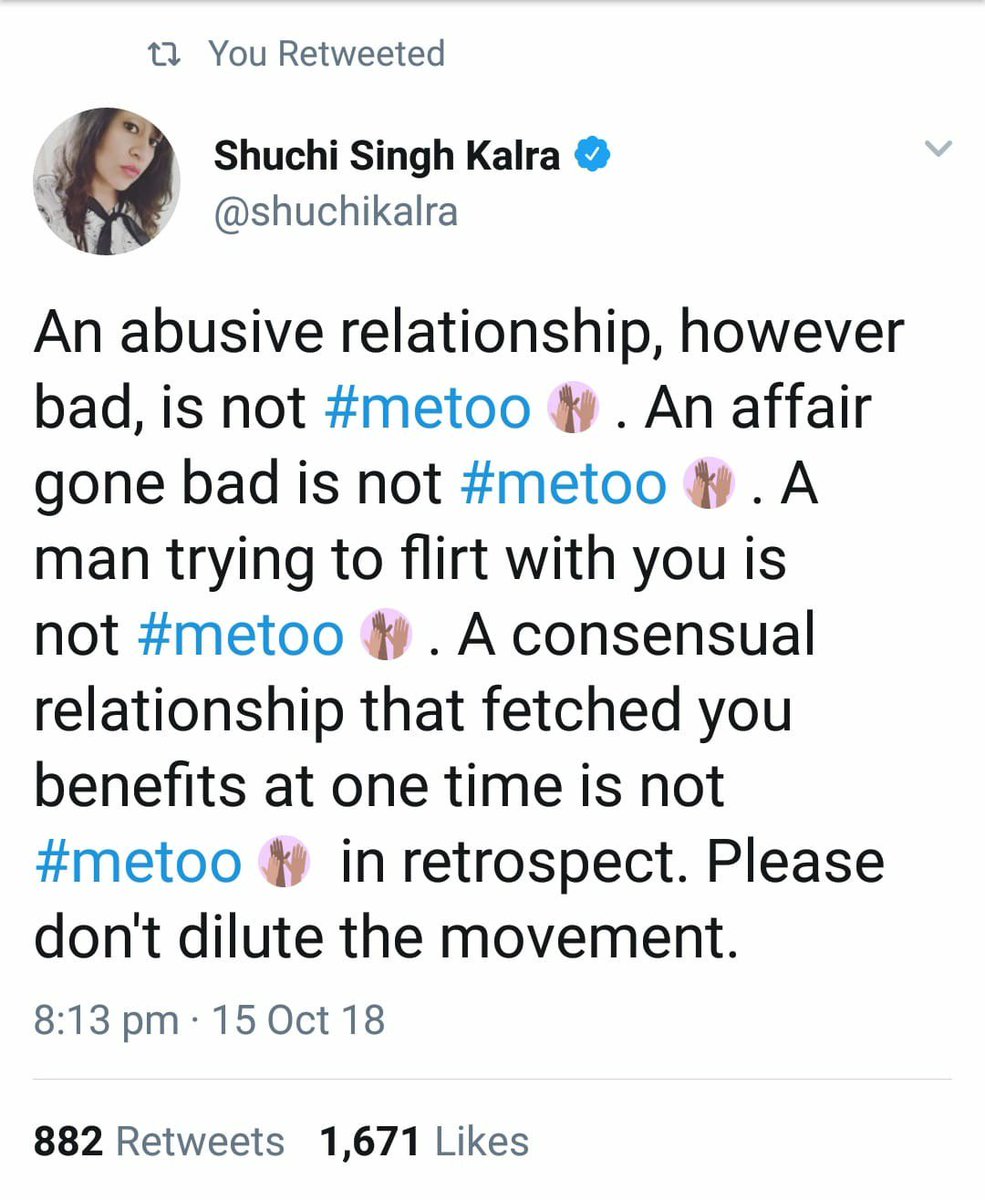 You Retweeted
Shuchi Singh Kalra
@shuchikalra
An abusive relationship, however
bad, is not #metoo . An affair
gone bad is not #metoo . A
man trying to flirt with you is
not #metoo . A consensual
relationship that fetched you
benefits at one time is not
#metoo in retrospect. Please
don't dilute the movement.
8:13 pm · 15 Oct 18
882 Retweets 1,671 Likes